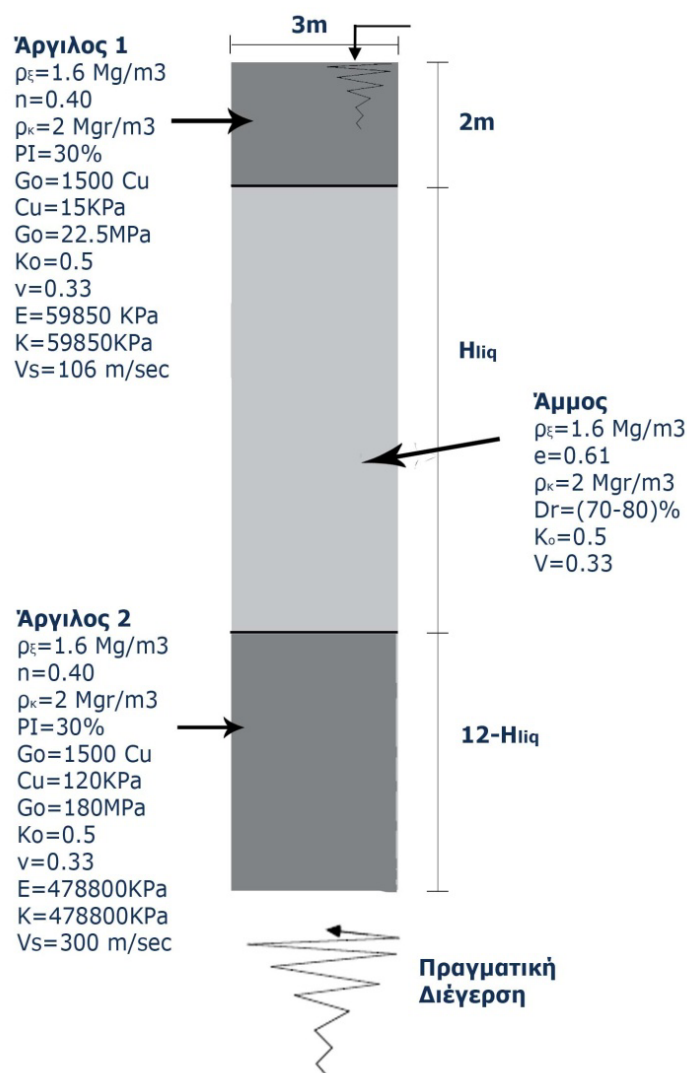 3m
Άργιλος 1
ρξ=1.6 Mg/m3
n=0.40
ρκ=2 Mgr/m3
PI=30%
Go=1500 Cu
Cu=15KPa
Go=22.5MPa
Ko=0.5
ν=0.33
E=59850 KPa
K=59850KPa
Vs=106 m/sec
2m
Hliq
Άμμος
ρξ=1.6 Mg/m3
e=0.61
ρκ=2 Mgr/m3
Dr=(70-80)%
Ko=0.5
V=0.33
Άργιλος 2
ρξ=1.6 Mg/m3
n=0.40
ρκ=2 Mgr/m3
PI=30%
Go=1500 Cu
Cu=120KPa
Go=180MPa
Ko=0.5
ν=0.33
E=478800KPa
K=478800KPa
Vs=300 m/sec
12-Hliq
Πραγματική
Διέγερση